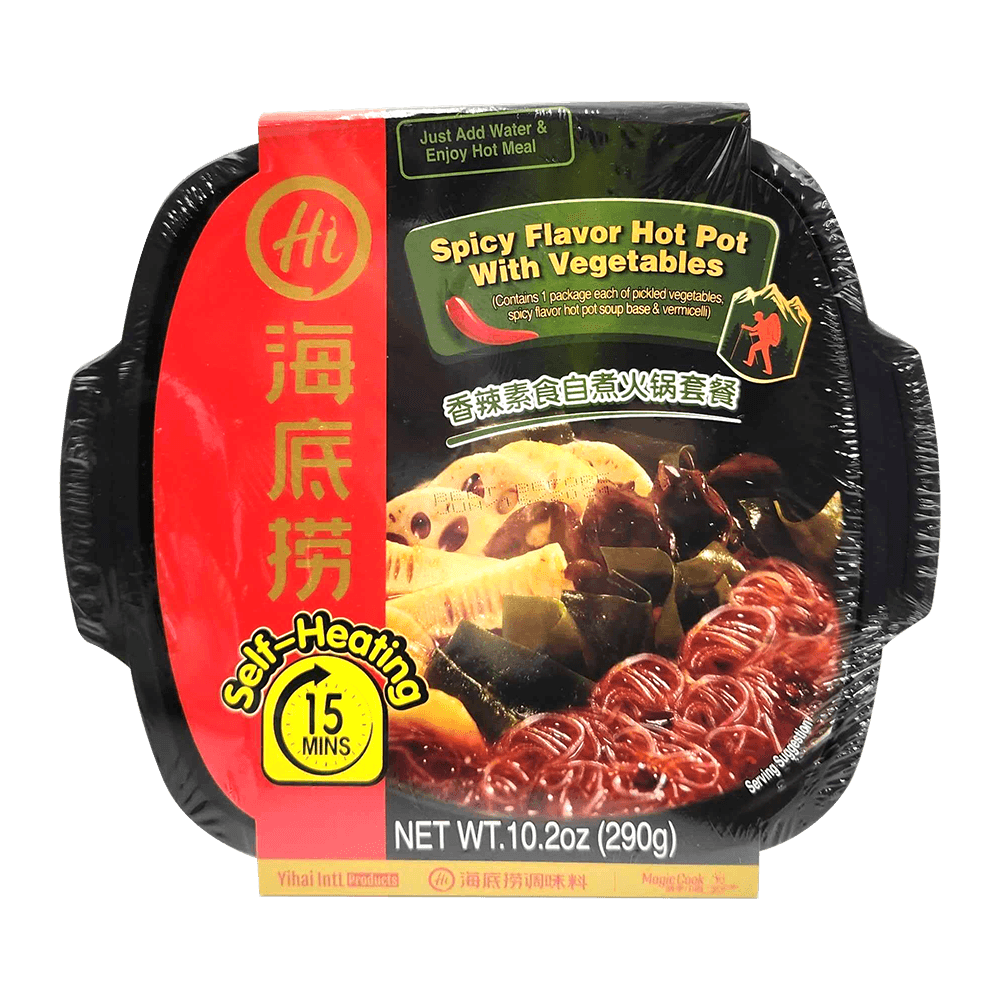 Just Add Water &
Enjoy Hot Meal
Hi
海底捞
Spicy Flavor Hot Pot
With Vegetables
(Contains 1 package each of pickled vegetables,
spicy flavor hot pot soup base & vermicelli)
香辣素食自煮火锅套餐
Self-Heating
15
MINS
Serving Suggestion
NET WT.10.2oz (290g)
Yihai Intl Products
Hi 海底捞调味料
MagicCook